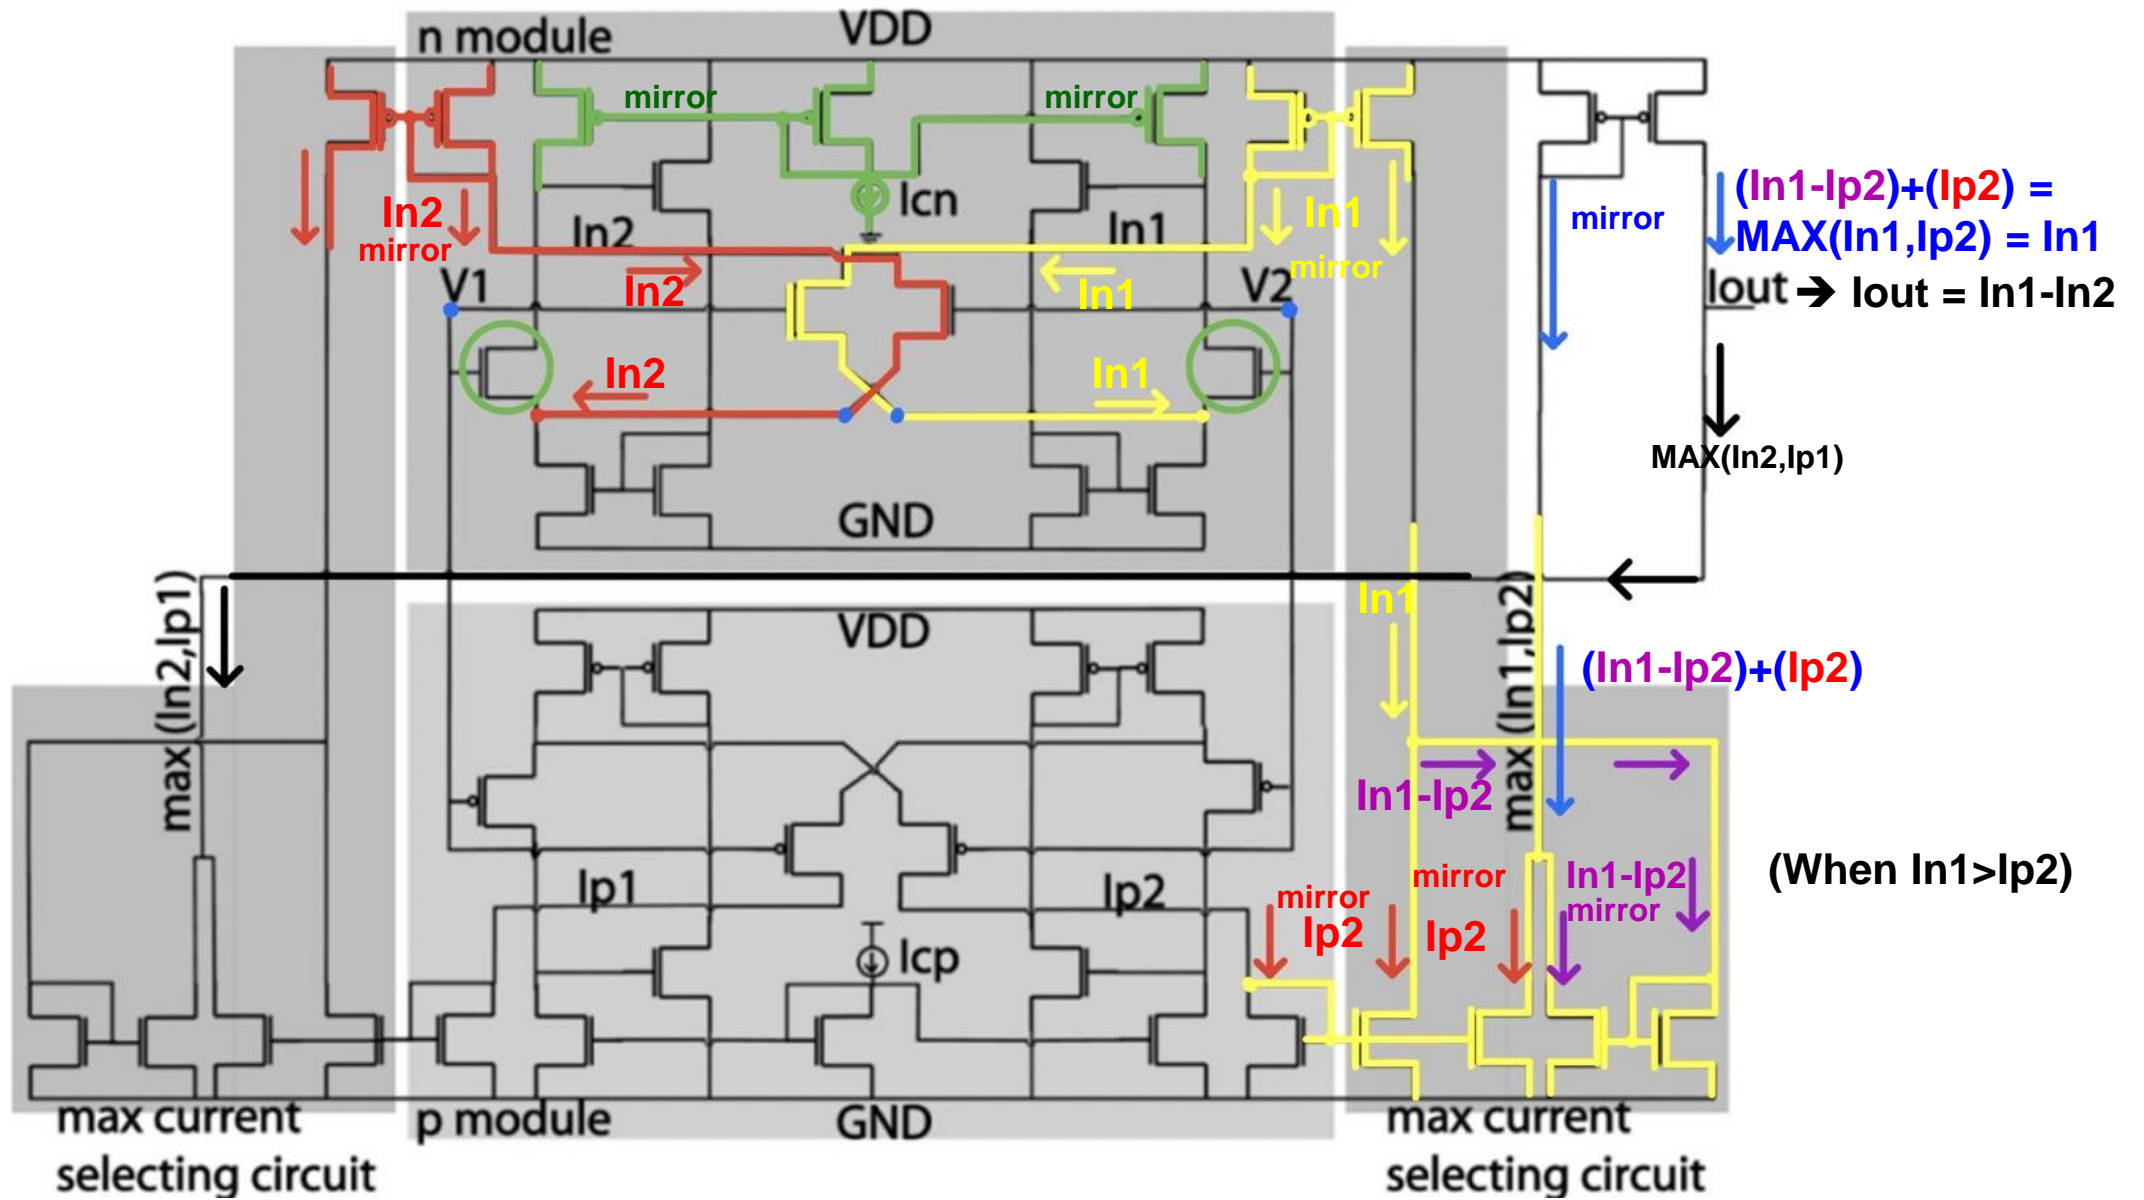 n module
VDD
mirror
mirror
Icn
In2
mirror
In2
In1
In1
mirror
mirror
(In1-Ip2)+(Ip2) =
MAX(In1,Ip2) = In1
Iout ➔ Iout = In1-In2
V1
In2
In1
V2
In2
In1
MAX(In2,Ip1)
GND
max (In2,Ip1)
In1
max (In1,Ip2)
(In1-Ip2)+(Ip2)
VDD
In1-Ip2
Ip1
Ip2
mirror
Ip2
mirror
Ip2
In1-Ip2
mirror
(When In1>Ip2)
Icp
max current
selecting circuit
p module
GND
max current
selecting circuit